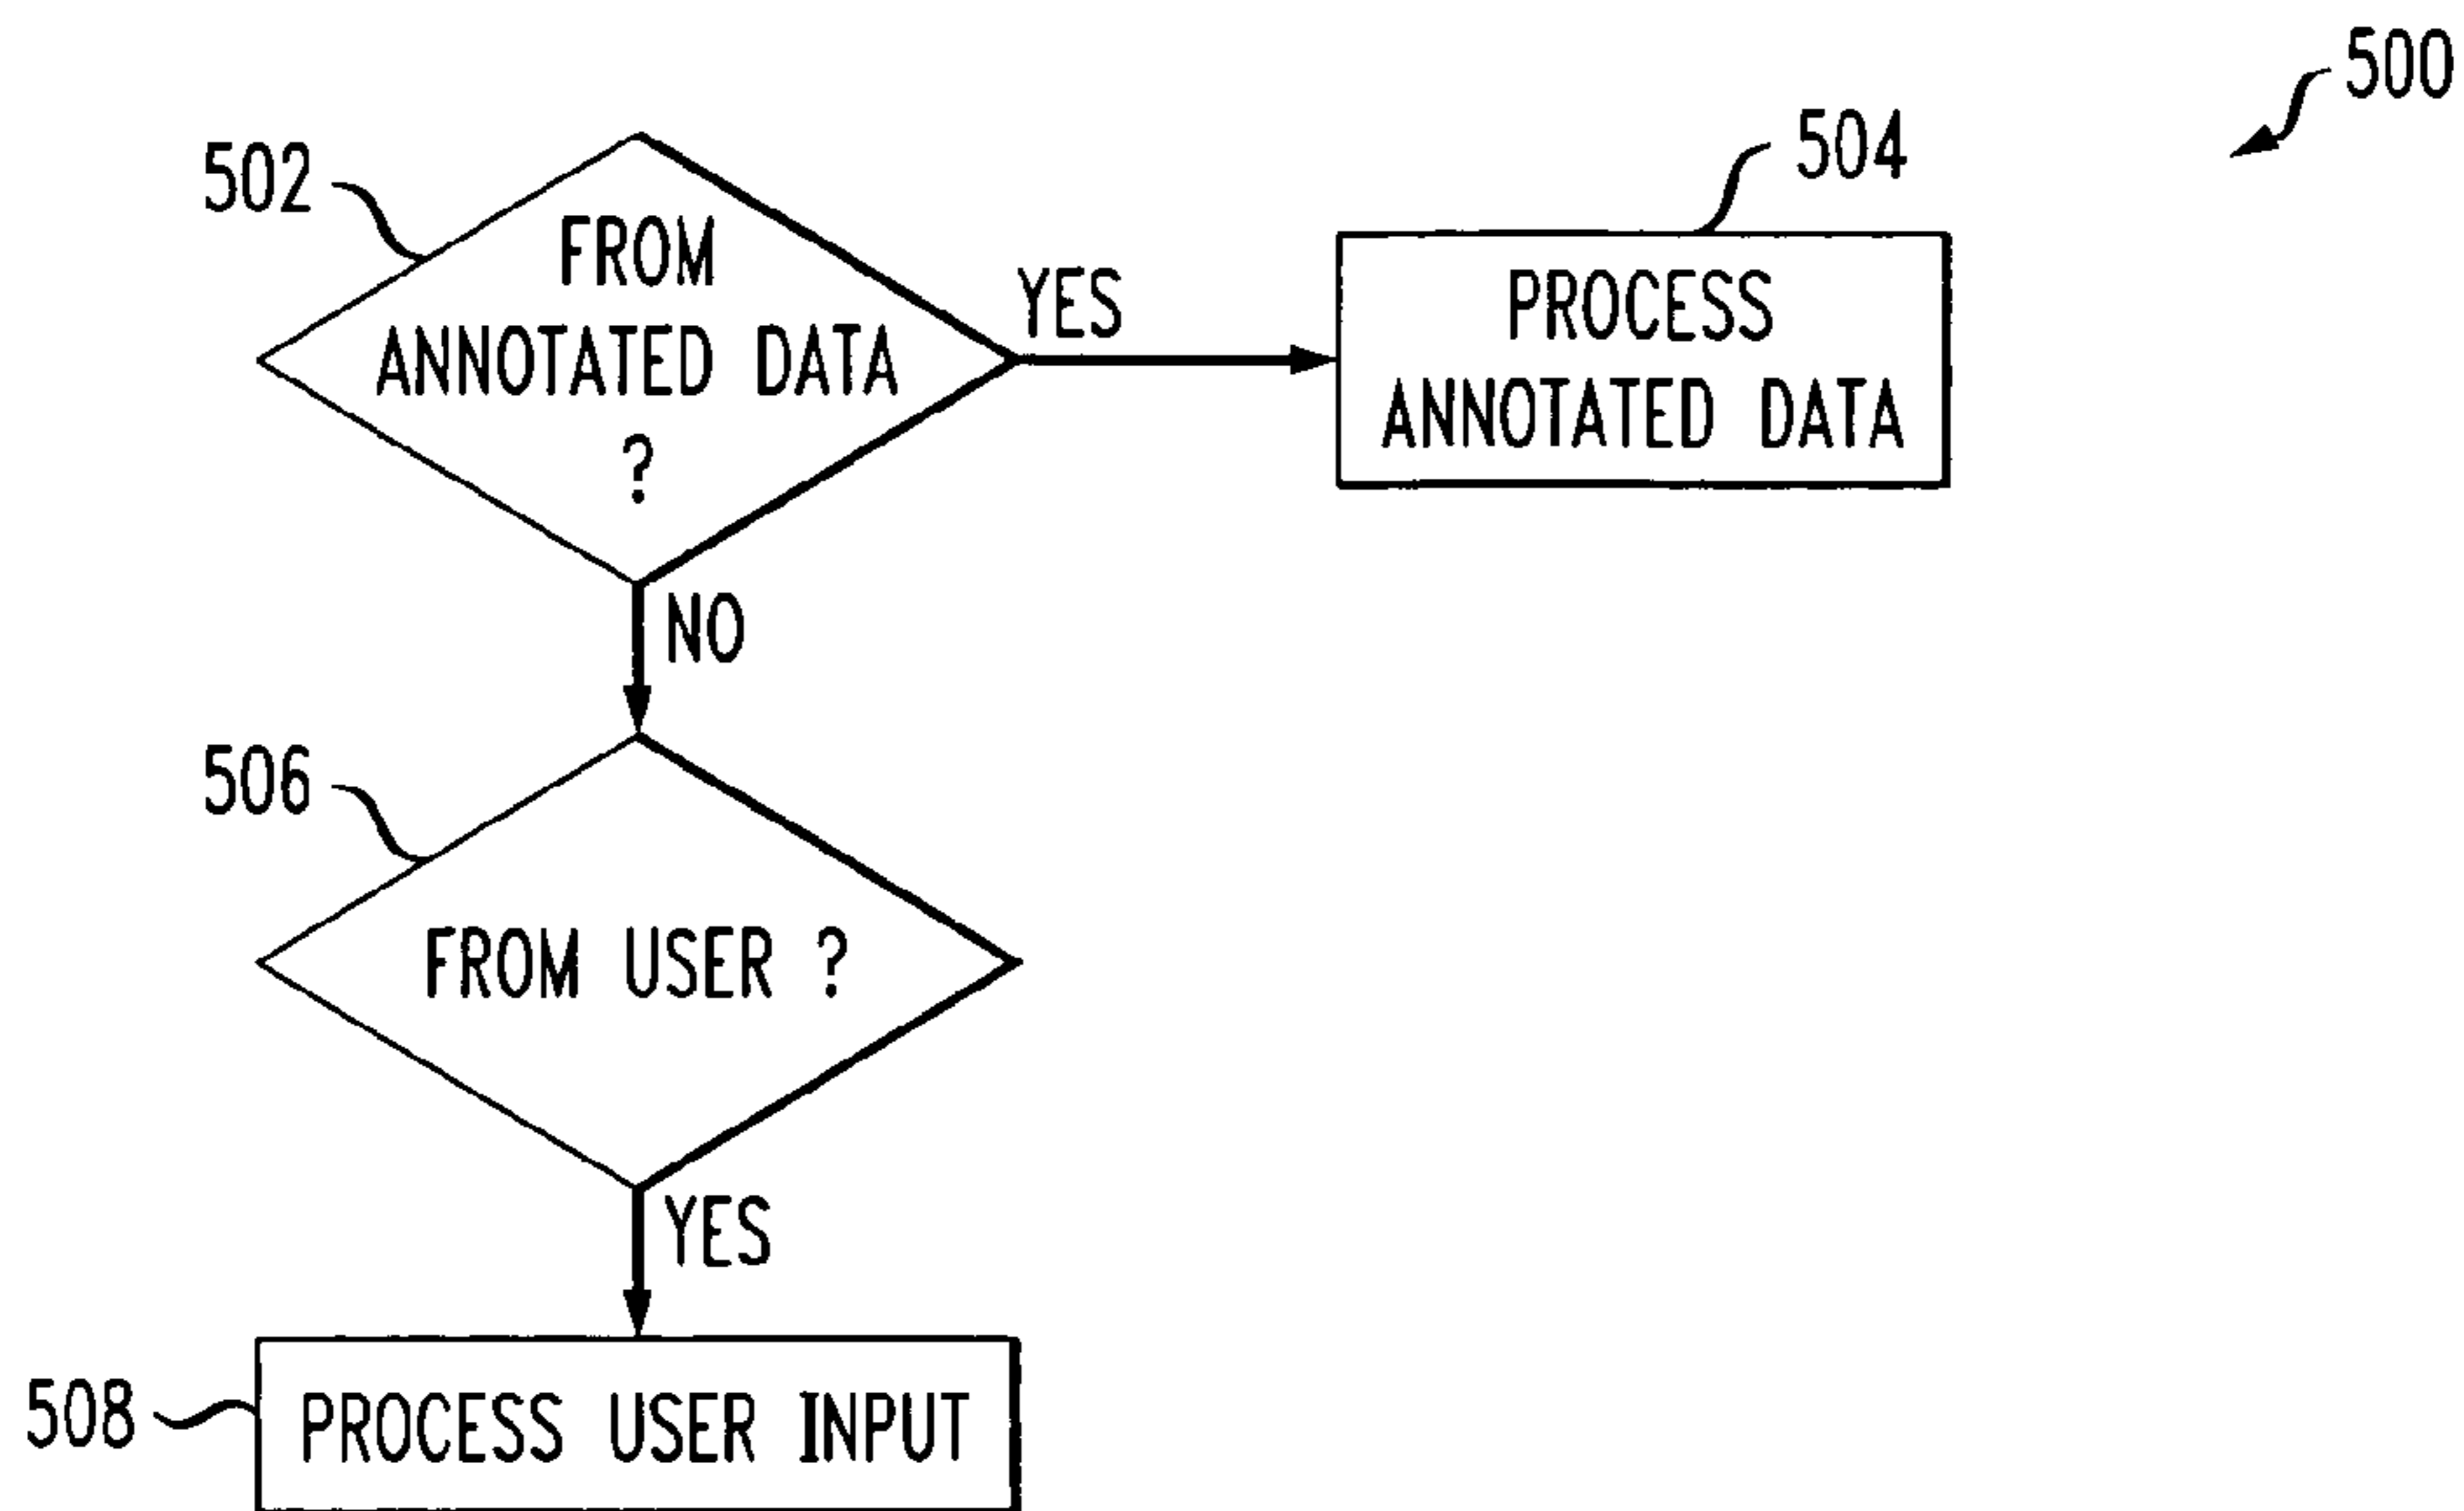 500
502
504
FROM
ANNOTATED DATA
?
YES
PROCESS
ANNOTATED DATA
NO
506
FROM USER ?
YES
508
PROCESS USER INPUT